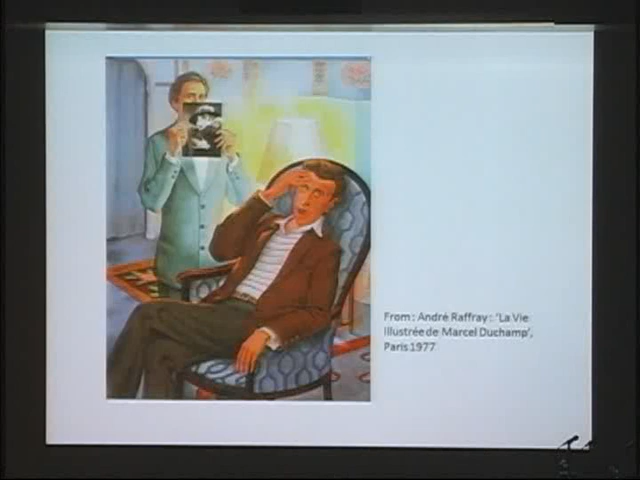 From : André Raffray : 'La Vie
Illustrée de Marcel Duchamp',
Paris 1977